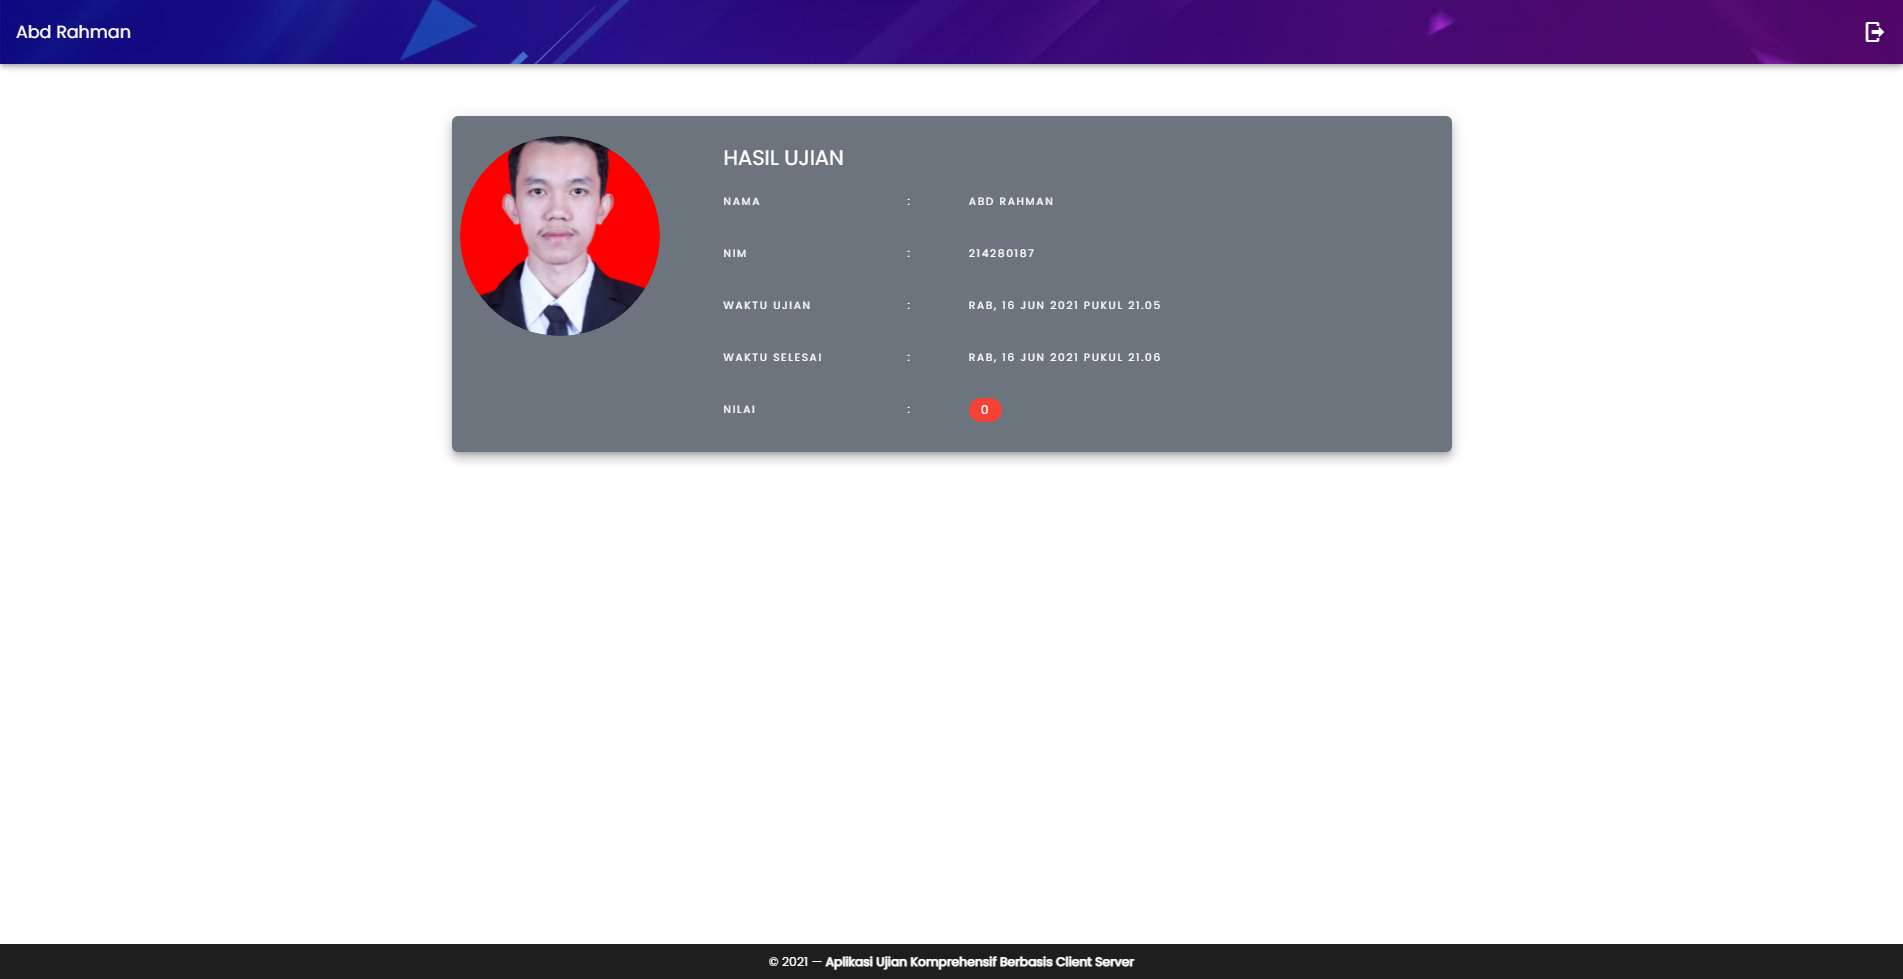 Abd Rahman
HASIL UJIAN
NAMA : ABD RAHMAN
NIM : 214280187
WAKTU UJIAN : RAB, 16 JUN 2021 PUKUL 21.05
WAKTU SELESAI : RAB, 16 JUN 2021 PUKUL 21.06
NILAI : 0
© 2021 — Aplikasi Ujian Komprehensif Berbasis Client Server